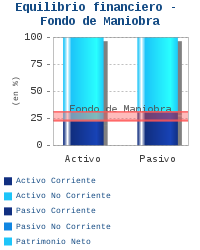 Equilibrio financiero -
Fondo de Maniobra
(en %)
100
75
50
25
0
Fondo de Maniobra
Activo
Pasivo
Activo Corriente
Activo No Corriente
Pasivo Corriente
Pasivo No Corriente
Patrimonio Neto